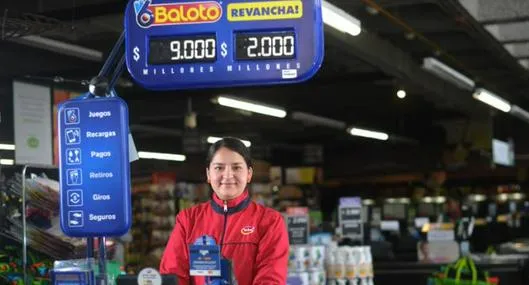 Baloto
REVANCHA!
$ 9.000 $ 2.000
MILLONES MILLONES
Juegos
Recargas
Pagos
Retiros
Giros
Seguros